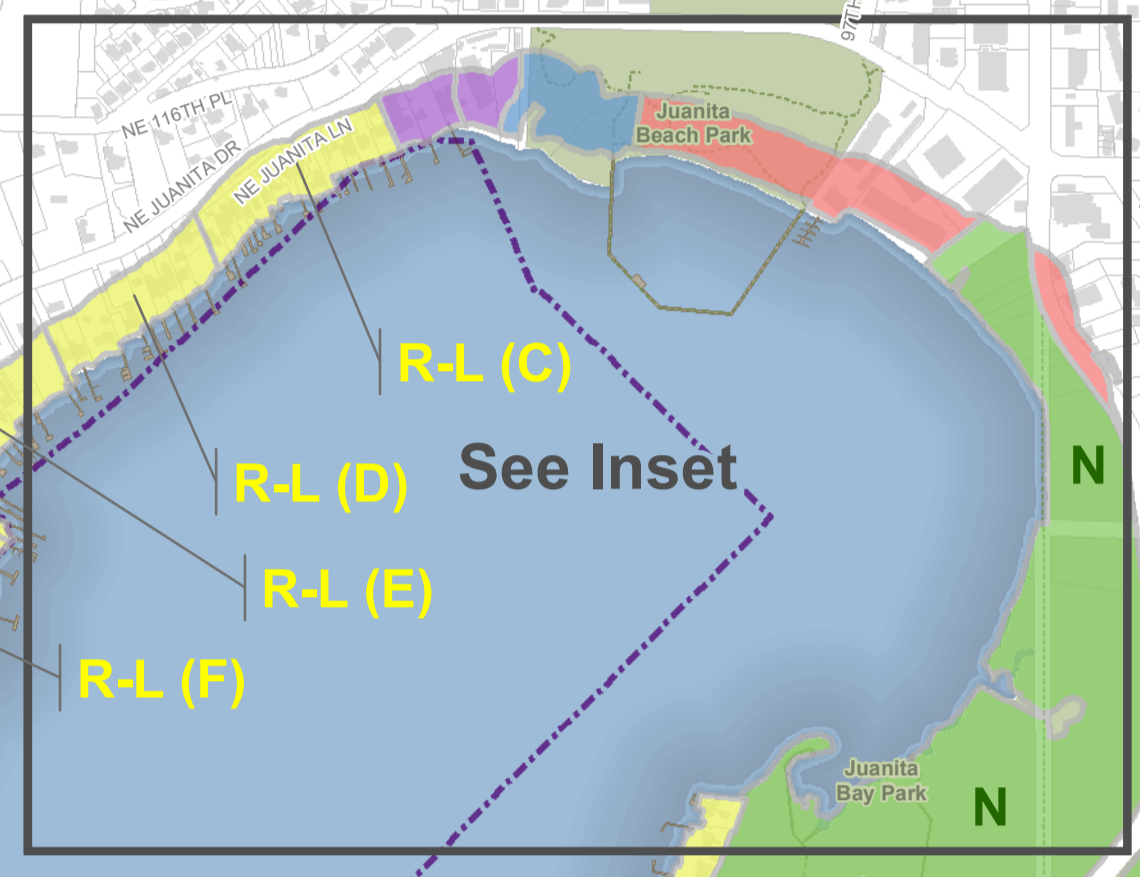 97TH
NE 116TH PL
Juanita
Beach Park
NE JUANITA LN
NE JUANITA DR
R-L (C)
See Inset
N
R-L (D)
R-L (E)
R-L (F)
Juanita
Bay Park
N